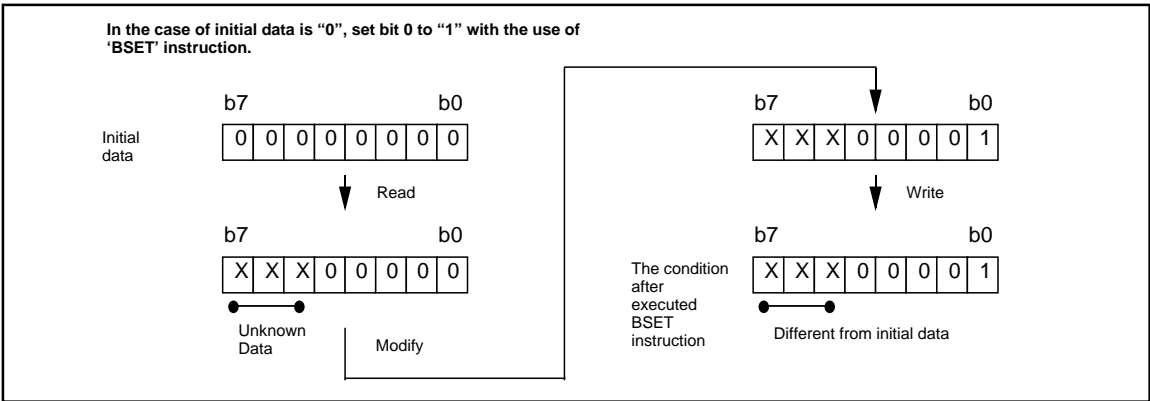 In the case of initial data is “0”, set bit 0 to “1” with the use of
‘BSET’ instruction.
b7 b0
Initial
data
0 0 0 0 0 0 0 0
Read
b7 b0
X X X 0 0 0 0 0
Unknown
Data
Modify
b7 b0
X X X 0 0 0 0 1
Write
b7 b0
The condition
after
executed
BSET
instruction
X X X 0 0 0 0 1
Different from initial data